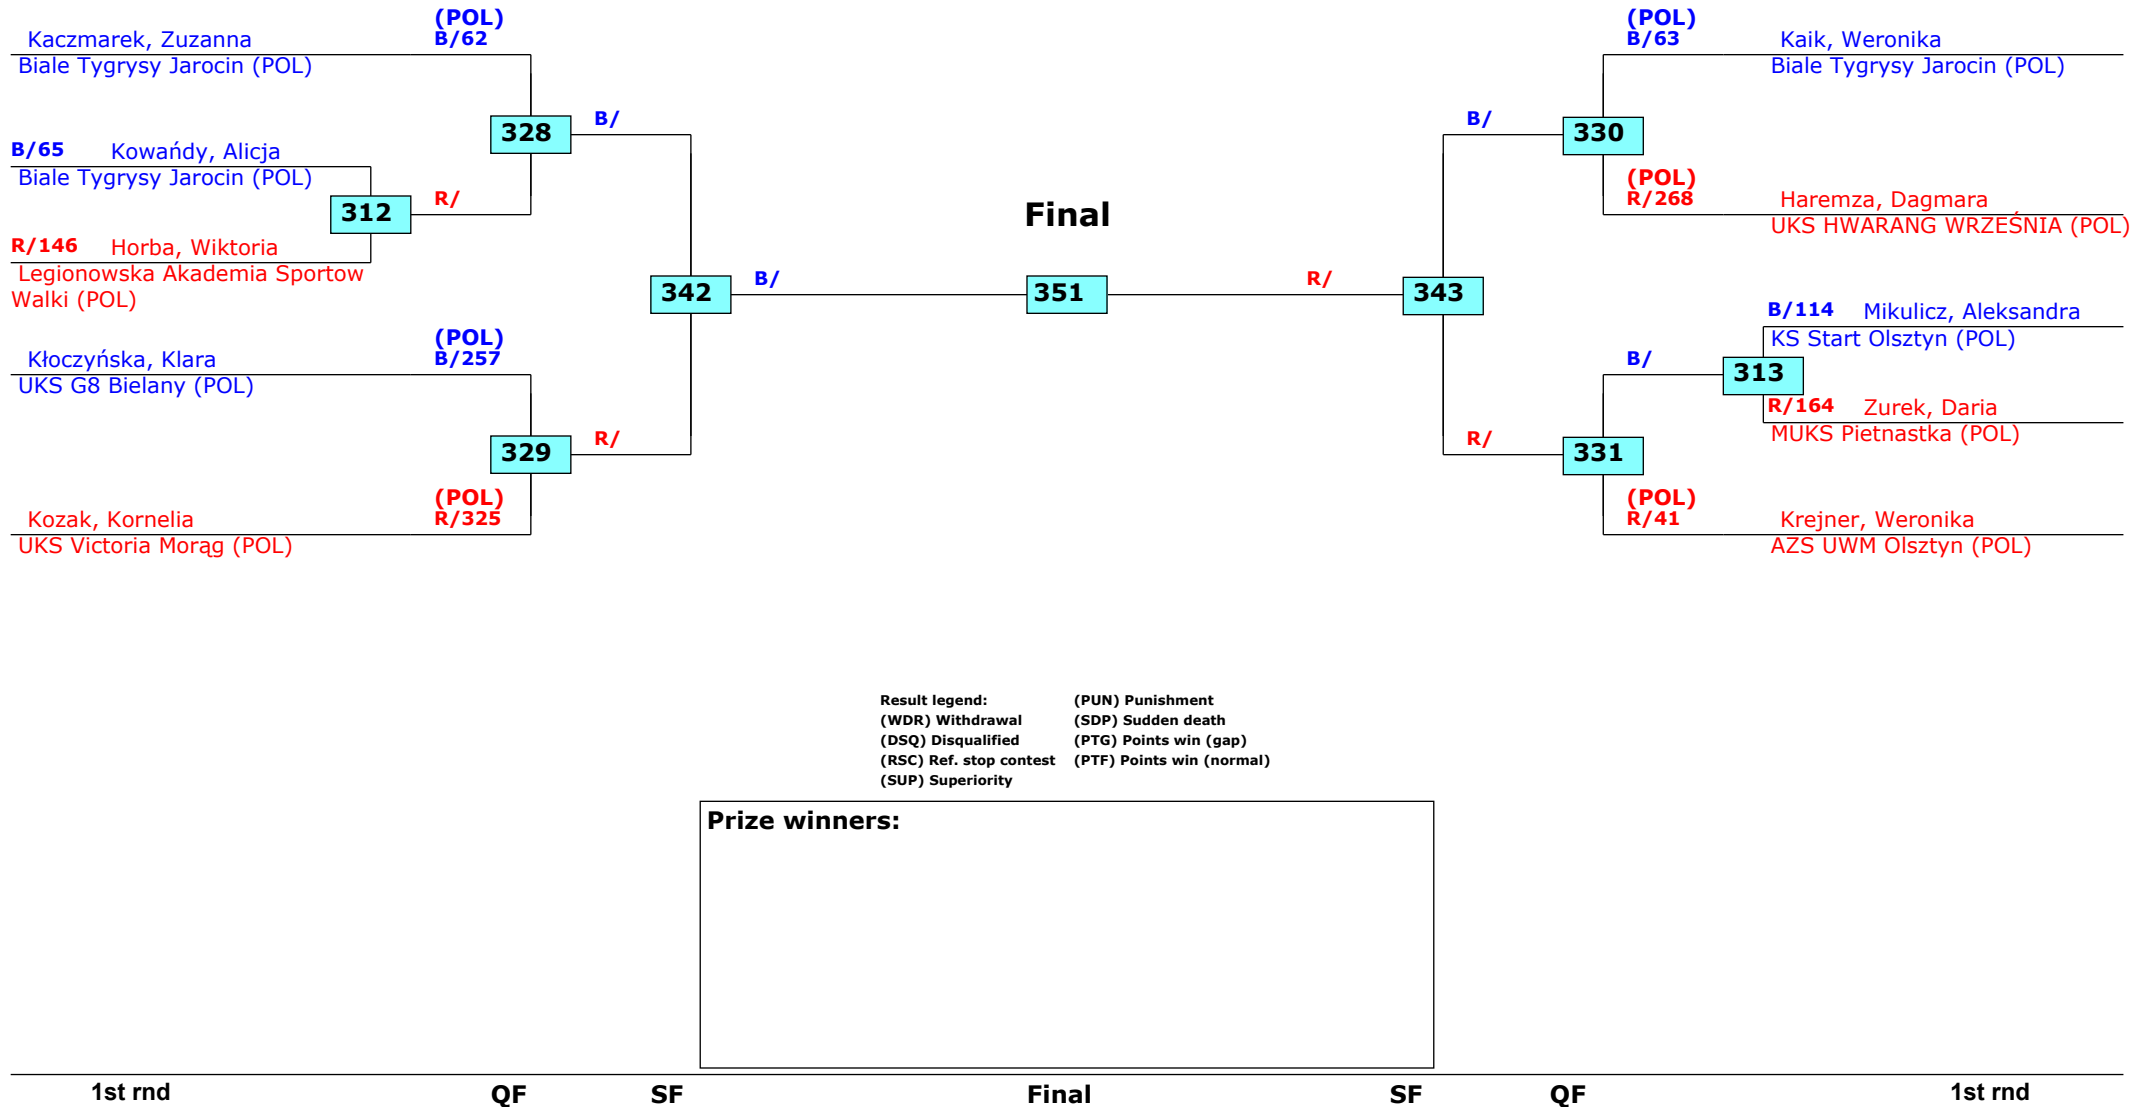 (POL)
B/62
Kaczmarek, Zuzanna
Biale Tygrysy Jarocin (POL)
328
B/
B/65 Kowańdy, Alicja
Biale Tygrysy Jarocin (POL)
312
R/
R/146 Horba, Wiktoria
Legionowska Akademia Sportow
Walki (POL)
342
B/
(POL)
B/257
Kłoczyńska, Klara
UKS G8 Bielany (POL)
329
R/
(POL)
R/325
Kozak, Kornelia
UKS Victoria Morąg (POL)
Final
351
(POL)
B/63
Kaik, Weronika
Biale Tygrysy Jarocin (POL)
B/
330
(POL)
R/268
Haremza, Dagmara
UKS HWARANG WRZEŚNIA (POL)
R/
343
B/114 Mikulicz, Aleksandra
KS Start Olsztyn (POL)
B/
313
R/164 Zurek, Daria
MUKS Pietnastka (POL)
R/
331
(POL)
R/41
Krejner, Weronika
AZS UWM Olsztyn (POL)
Result legend: (PUN) Punishment
(WDR) Withdrawal (SDP) Sudden death
(DSQ) Disqualified (PTG) Points win (gap)
(RSC) Ref. stop contest (PTF) Points win (normal)
(SUP) Superiority
Prize winners:
1st rnd QF SF Final SF QF 1st rnd